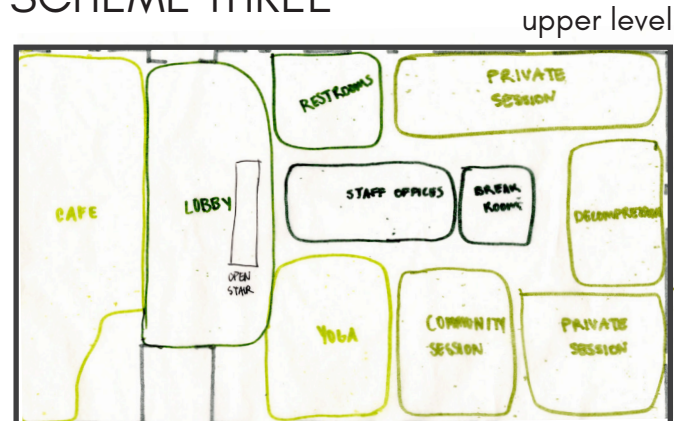 SCHEME THREE
upper level
RESTROOMS
PRIVATE
SESSION
CAFE
LOBBY
STAFF OFFICES
BREAK
ROOM
DECOMPRESSION
OPEN
STAIR
YOGA
COMMUNITY
SESSION
PRIVATE
SESSION